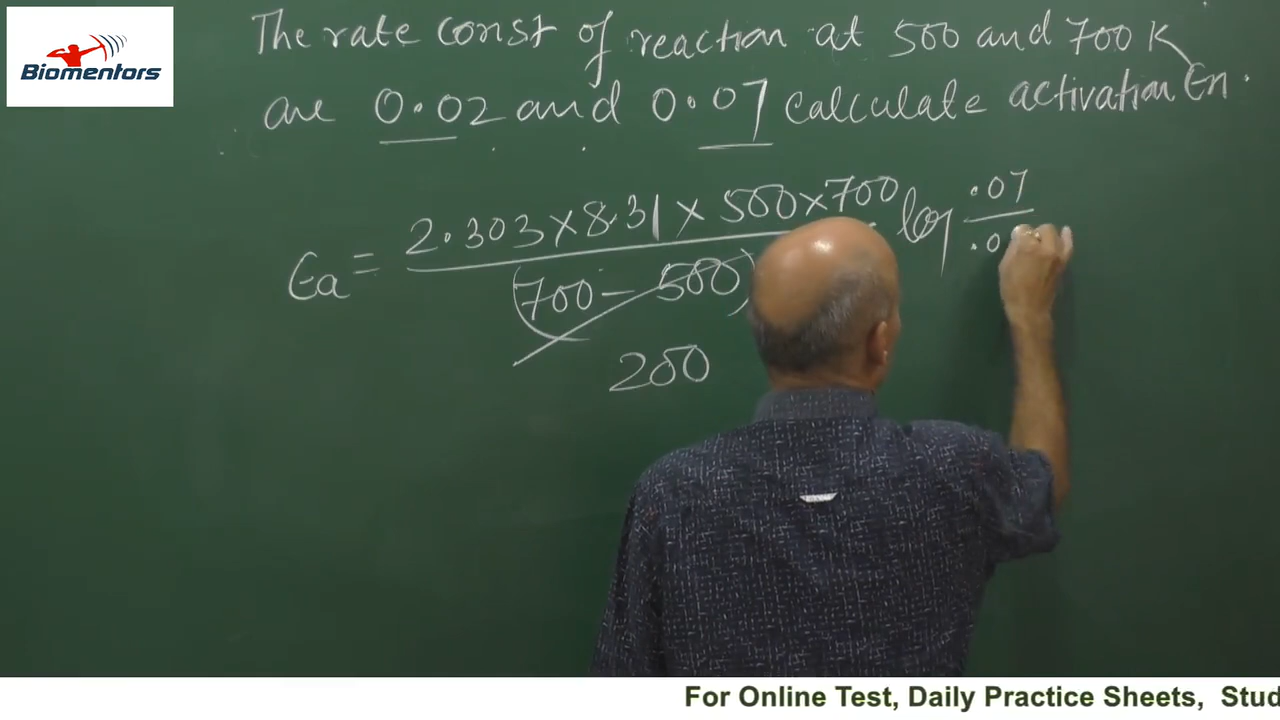 Biomentors
The rate const of reaction at 500 and 700 K
are 0.02 and 0.07 calculate activation En.
Ea = 2.303 × 8.31 × 500 × 700 log .07
(700 - 500) .0
200
For Online Test, Daily Practice Sheets, Stud